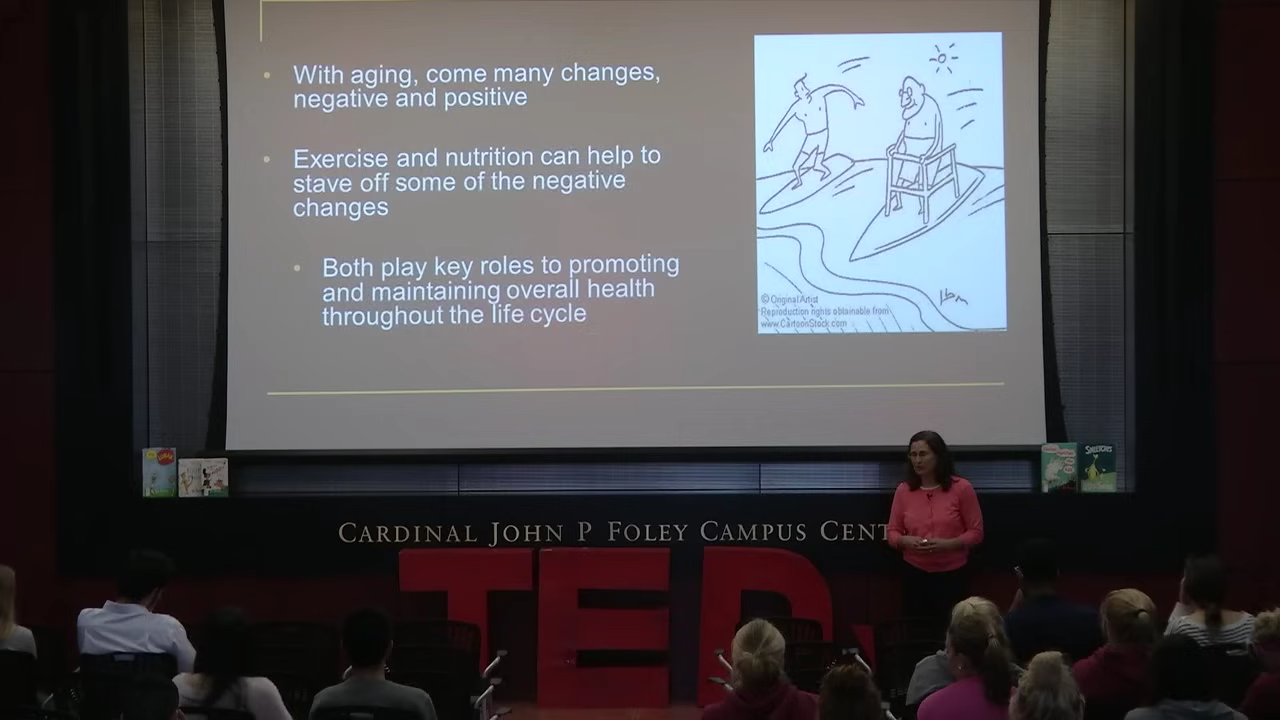 With aging, come many changes,
negative and positive
Exercise and nutrition can help to
stave off some of the negative
changes
Both play key roles to promoting
and maintaining overall health
throughout the life cycle
© Original Artist
Reproduction rights obtainable from
www.CartoonStock.com
SNEETCHES
CARDINAL JOHN P FOLEY CAMPUS CENT
TED